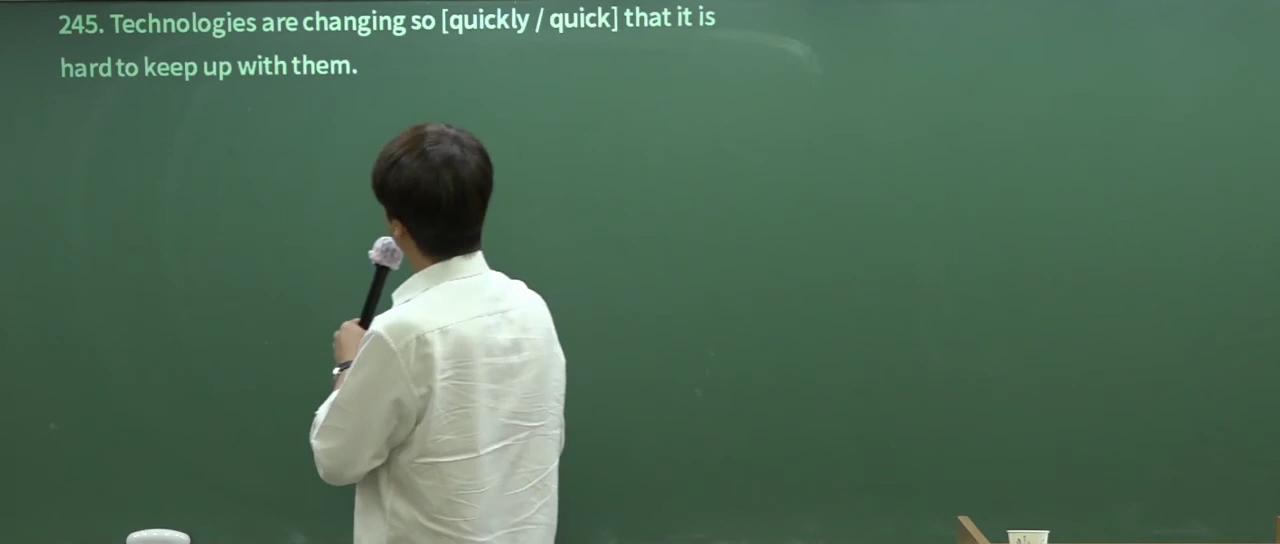 245. Technologies are changing so [quickly / quick] that it is
hard to keep up with them.